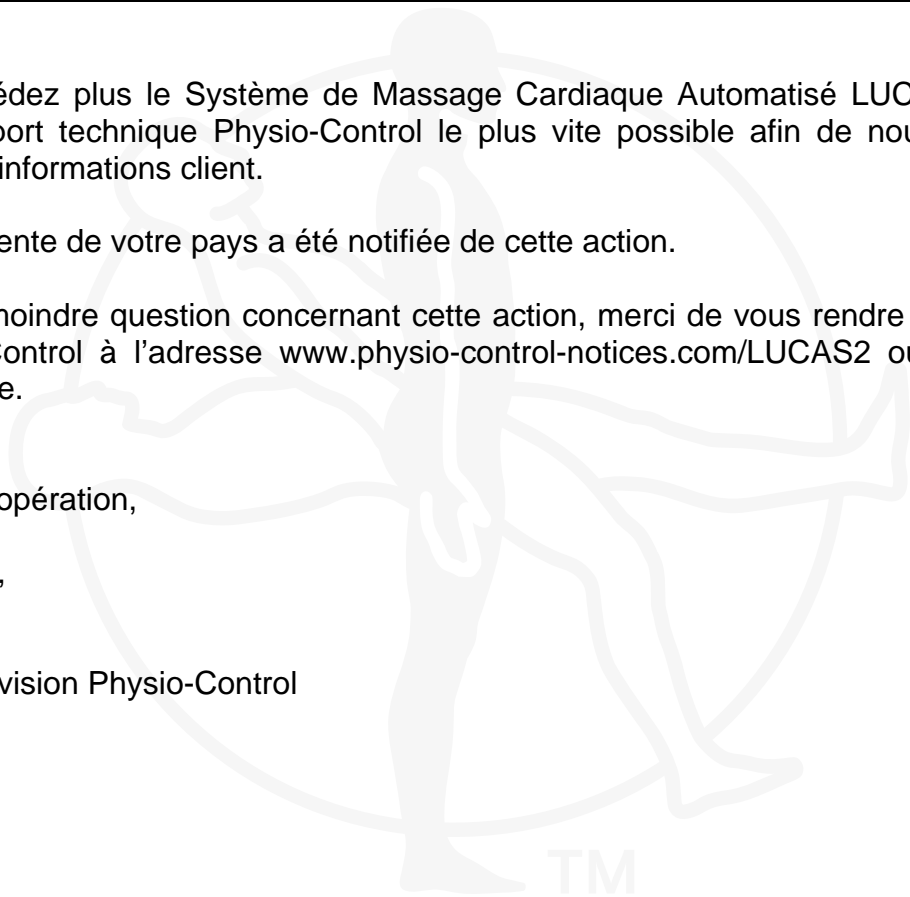 édez plus le Système de Massage Cardiaque Automatisé LUC
port technique Physio-Control le plus vite possible afin de nou
informations client.
ente de votre pays a été notifiée de cette action.
moindre question concernant cette action, merci de vous rendre
Control à l’adresse www.physio-control-notices.com/LUCAS2 ou
e.
opération,
,
vision Physio-Control
TM